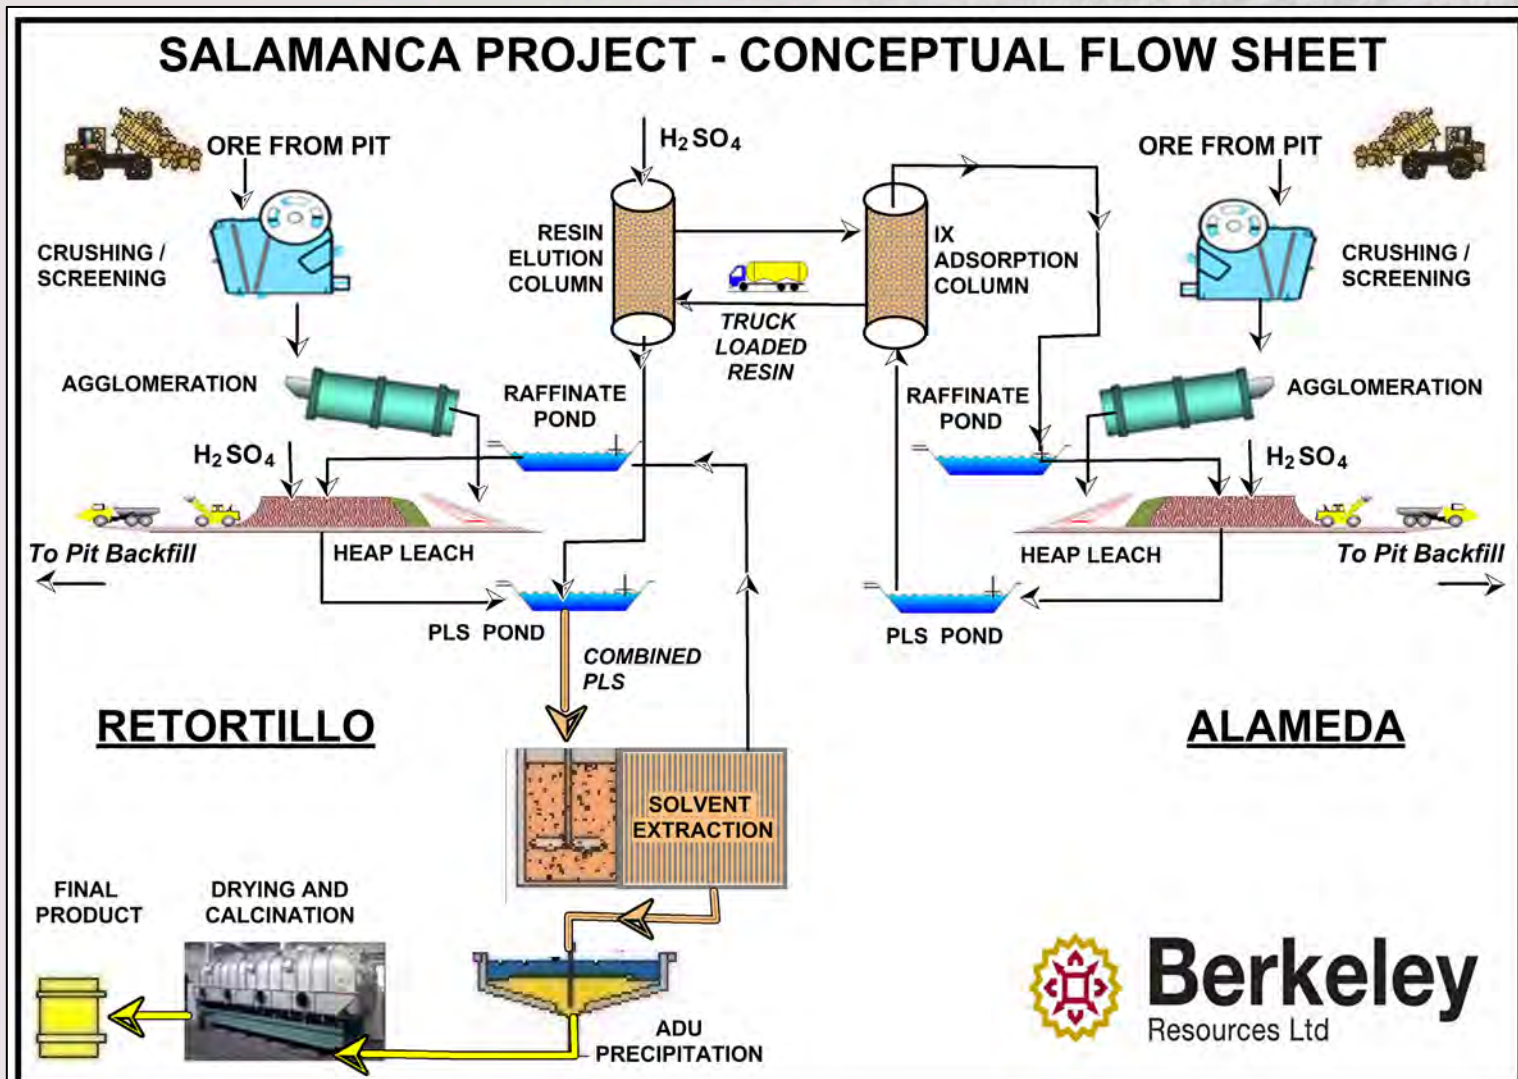 SALAMANCA PROJECT - CONCEPTUAL FLOW SHEET
ORE FROM PIT
H2SO4
ORE FROM PIT
CRUSHING /
SCREENING
RESIN
ELUTION
COLUMN
IX
ADSORPTION
COLUMN
CRUSHING /
SCREENING
TRUCK
LOADED
RESIN
AGGLOMERATION
RAFFINATE
POND
RAFFINATE
POND
AGGLOMERATION
H2SO4
H2SO4
To Pit Backfill
HEAP LEACH
HEAP LEACH
To Pit Backfill
PLS POND
PLS POND
COMBINED
PLS
RETORTILLO
ALAMEDA
SOLVENT
EXTRACTION
FINAL
PRODUCT
DRYING AND
CALCINATION
ADU
PRECIPITATION
Berkeley
Resources Ltd